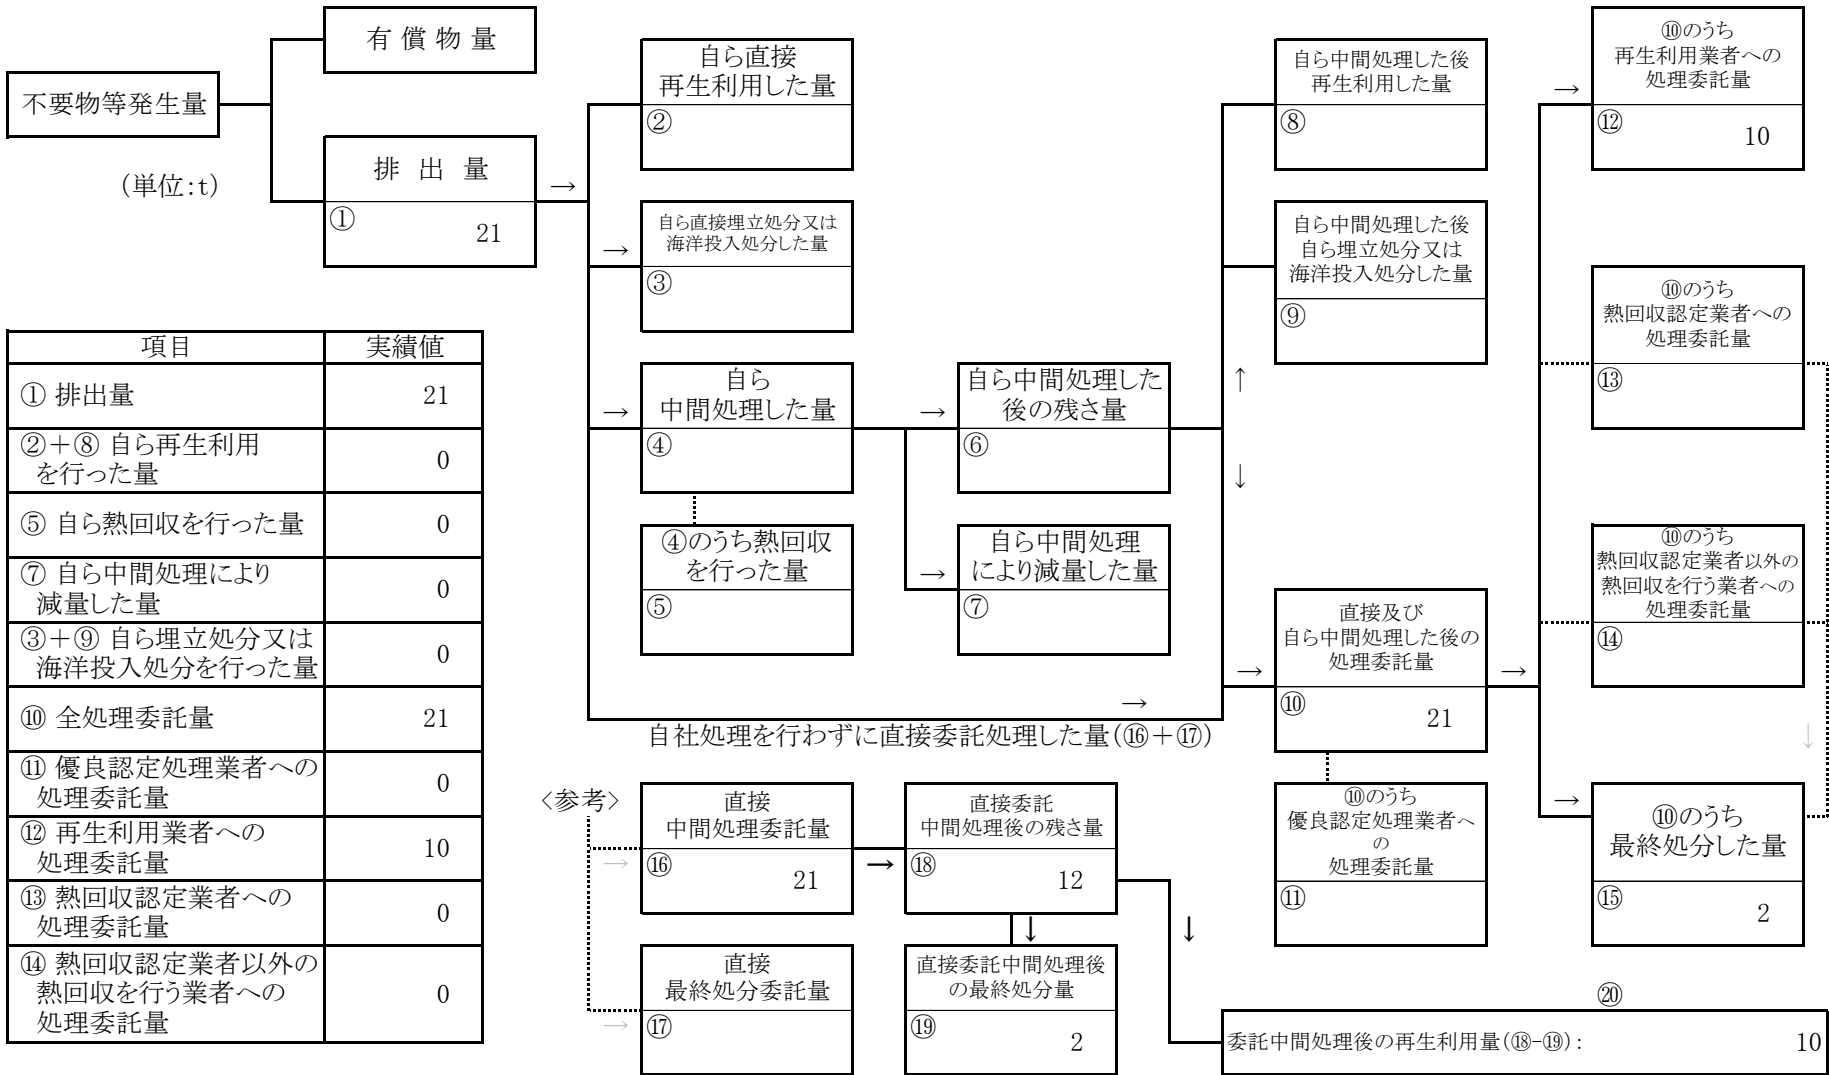 有 償 物 量
不要物等発生量
排 出 量
①
21
(単位:t)
→
自ら直接
再生利用した量
②
自ら直接埋立処分又は
海洋投入処分した量
→
③
自ら
中間処理した量
→
④
④のうち熱回収
を行った量
⑤
→
自ら中間処理した
後の残さ量
⑥
→
自ら中間処理
により減量した量
⑦
自ら中間処理した後
再生利用した量
⑧
自ら中間処理した後
自ら埋立処分又は
海洋投入処分した量
⑨
↑
↓
→
自社処理を行わずに直接委託処理した量(⑯+⑰)
→
直接及び
自ら中間処理した後の
処理委託量
⑩
21
⑩のうち
優良認定処理業者へ
の
処理委託量
⑪
→
→
⑩のうち
再生利用業者への
処理委託量
⑫
10
⑩のうち
熱回収認定業者への
処理委託量
⑬
⑩のうち
熱回収認定業者以外の
熱回収を行う業者への
処理委託量
⑭
↓
→
⑩のうち
最終処分した量
⑮
2
項目 実績値
① 排出量 21
②+⑧ 自ら再生利用
を行った量 0
⑤ 自ら熱回収を行った量 0
⑦ 自ら中間処理により
減量した量 0
③+⑨ 自ら埋立処分又は
海洋投入処分を行った量 0
⑩ 全処理委託量 21
⑪ 優良認定処理業者への
処理委託量 0
⑫ 再生利用業者への
処理委託量 10
⑬ 熱回収認定業者への
処理委託量 0
⑭ 熱回収認定業者以外の
熱回収を行う業者への 0
処理委託量
<参考>
→
直接
中間処理委託量
⑯
21
→
直接委託
中間処理後の残さ量
⑱
12
↓
↓
→
直接
最終処分委託量
⑰
直接委託中間処理後
の最終処分量
⑲
2
⑳
委託中間処理後の再生利用量(⑱-⑲): 10